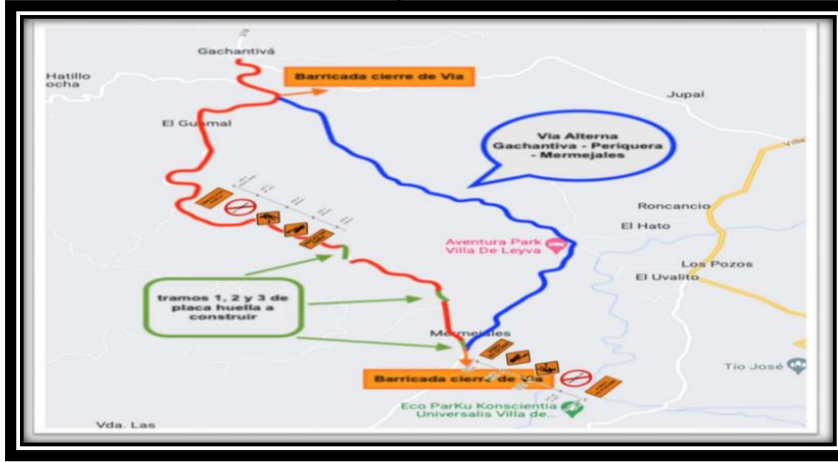 Gachantivá
Hatillo
ocha
Barricada cierre de Via
Jupal
El Guamal
Via Alterna
Gachantiva - Periquera
- Mermejales
Villa
Roncancio
El Hato
Aventura Park
Villa De Leyva
Los Pozos
El Uvalito
tramos 1, 2 y 3 de
placa huella a
construir
Mermejales
Tío José
Barricada cierre de Via
Eco ParKu Konscientia
Universalis Villa de...
Vda. Las